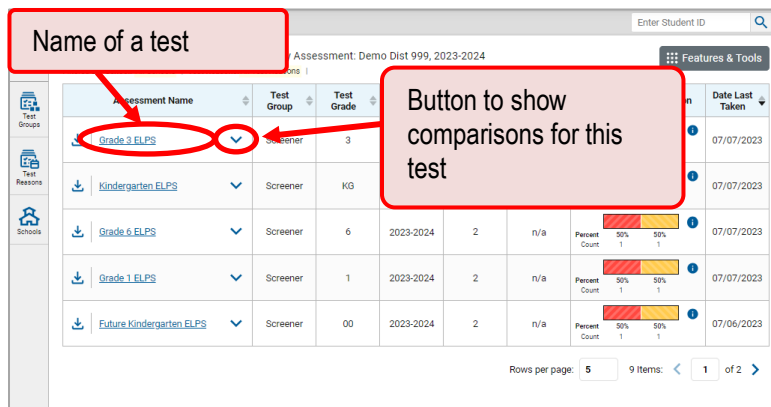 Enter Student ID
Name of a test
Assessment: Demo Dist 999, 2023-2024
Features & Tools
Test Groups
Test Reasons
Schools
Assessment Name
Test Group
Test Grade
Date Last Taken
Button to show
comparisons for this
test
Grade 3 ELPS Screener 3 07/07/2023
Kindergarten ELPS Screener KG 07/07/2023
Grade 6 ELPS Screener 6 2023-2024 2 n/a Percent 50% 50% 07/07/2023
Count 1 1
Grade 1 ELPS Screener 1 2023-2024 2 n/a Percent 50% 50% 07/07/2023
Count 1 1
Future Kindergarten ELPS Screener 00 2023-2024 2 n/a Percent 50% 50% 07/06/2023
Count 1 1
Rows per page: 5 9 Items: 1 of 2